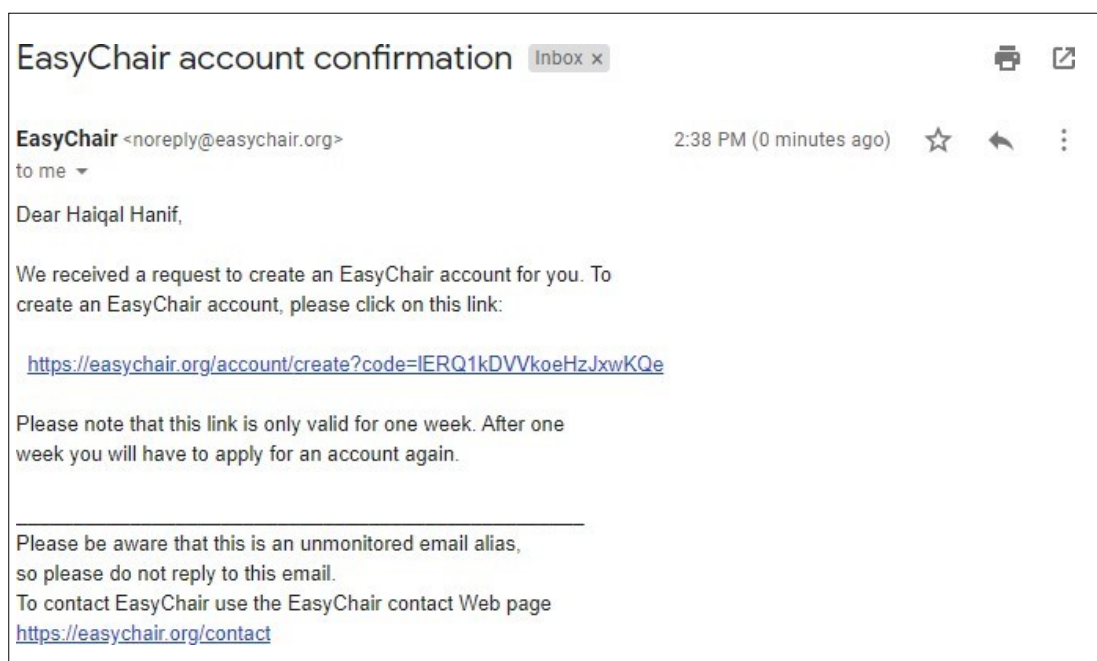 EasyChair account confirmation Inbox x
EasyChair <noreply@easychair.org> 2:38 PM (0 minutes ago)
to me
Dear Haiqal Hanif,
We received a request to create an EasyChair account for you. To
create an EasyChair account, please click on this link:
https://easychair.org/account/create?code=lERQ1kDVVkoeHzJxwKQe
Please note that this link is only valid for one week. After one
week you will have to apply for an account again.
Please be aware that this is an unmonitored email alias,
so please do not reply to this email.
To contact EasyChair use the EasyChair contact Web page
https://easychair.org/contact